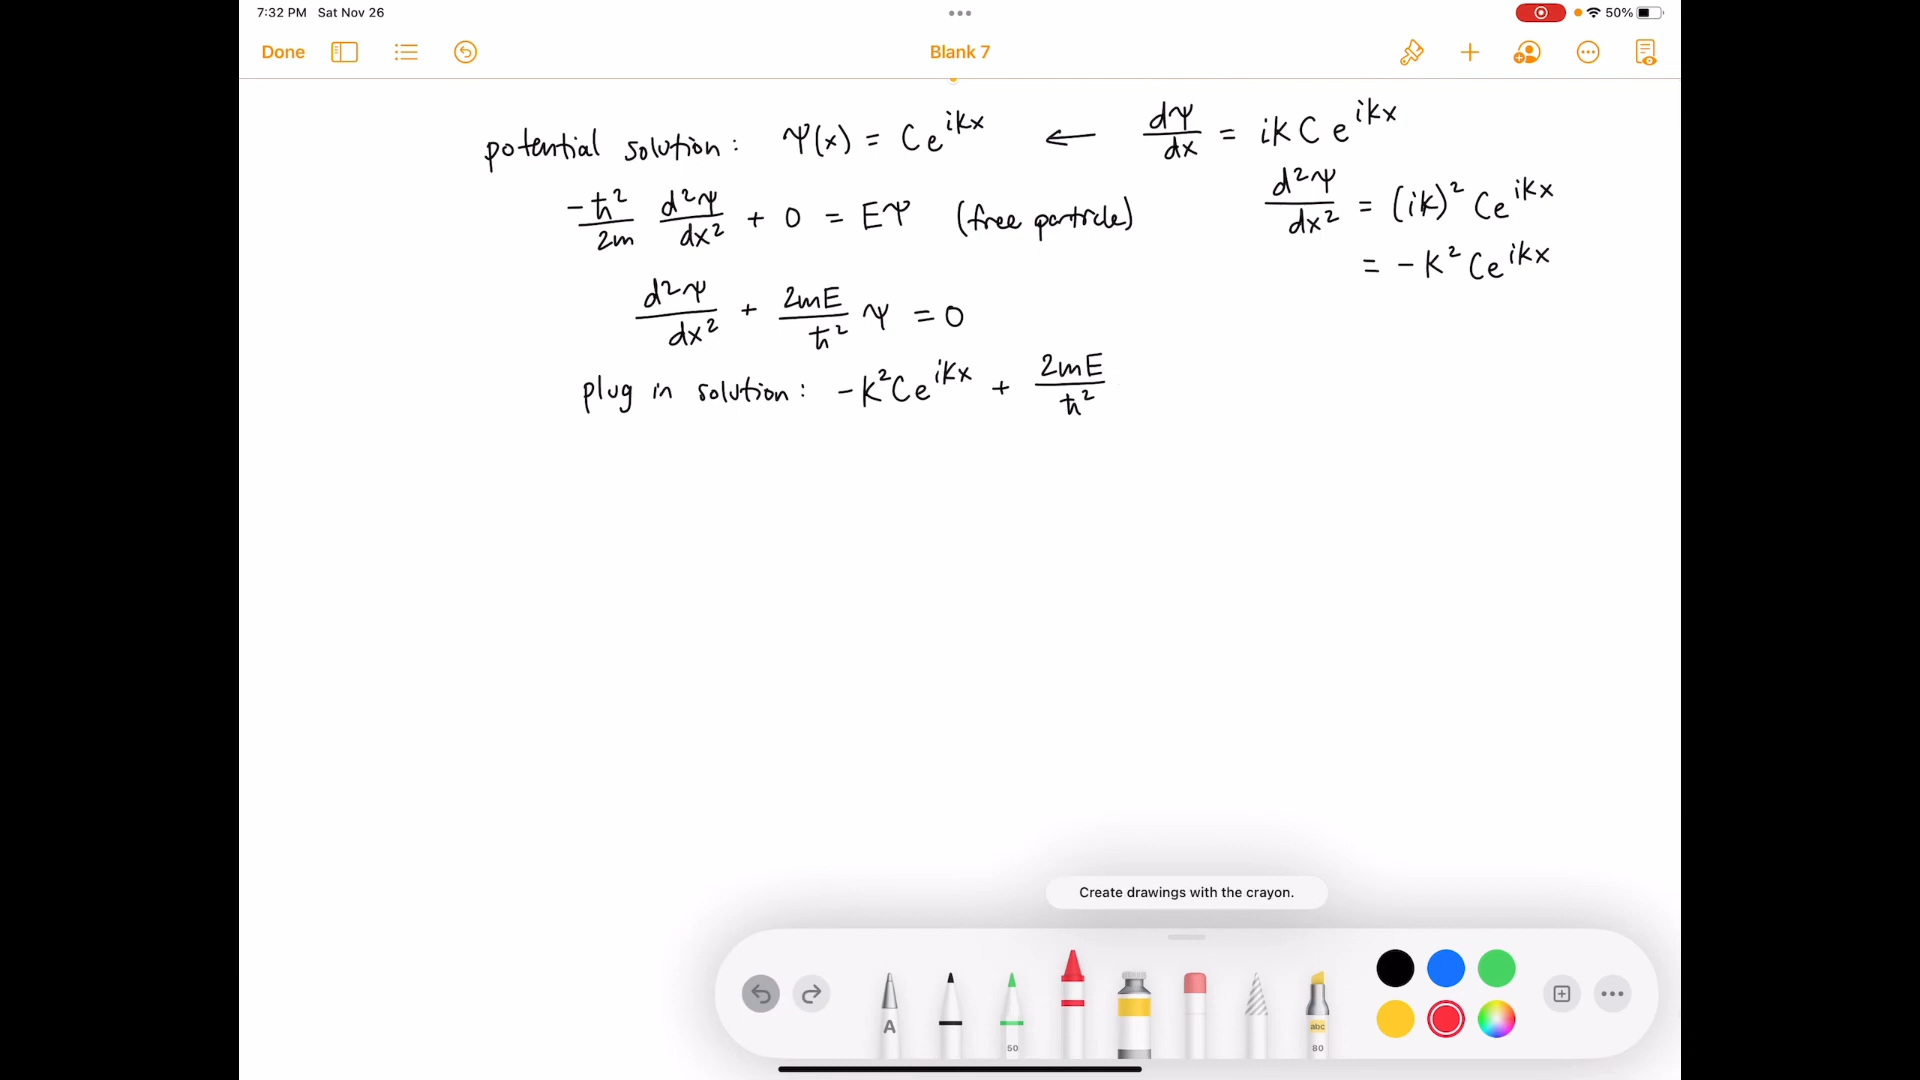 7:32 PM Sat Nov 26
50%
Done
Blank 7
potential solution: Ψ(x) = Ce^{ikx} ← dΨ/dx = ikCe^{ikx}
d²Ψ/dx² = (ik)² Ce^{ikx}
= -k² Ce^{ikx}
-ħ²/2m d²Ψ/dx² + 0 = EΨ (free particle)
d²Ψ/dx² + 2mE/ħ² Ψ = 0
plug in solution: -k²Ce^{ikx} + 2mE/ħ²
Create drawings with the crayon.
A
50
abc
80